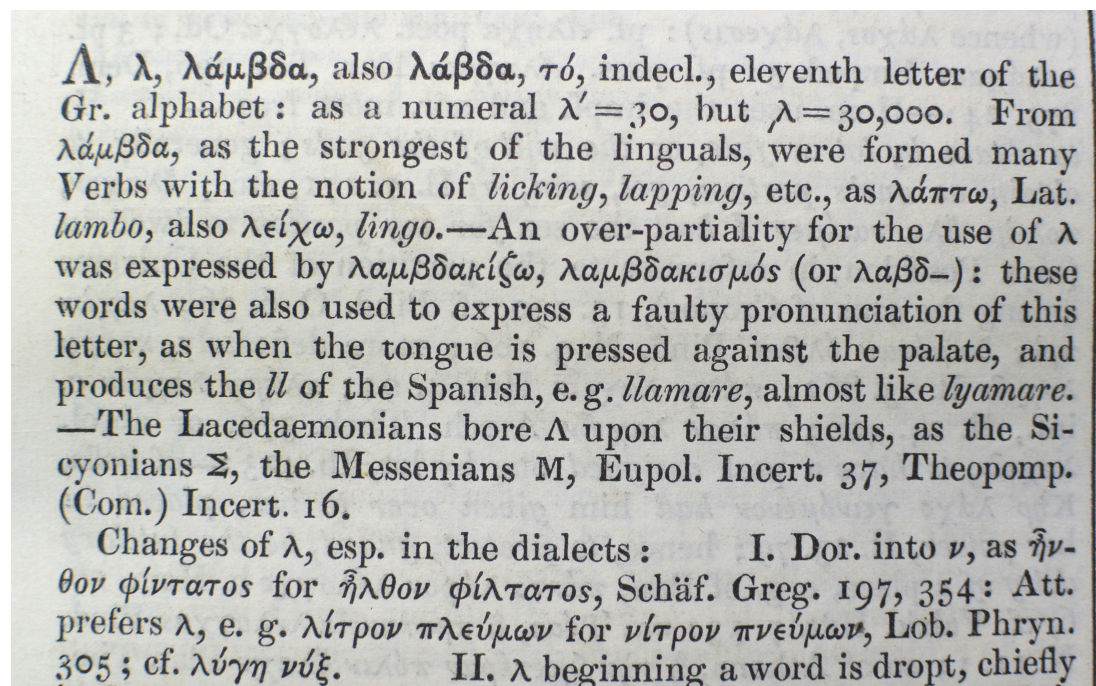 Λ, λ, λάμβδα, also λάβδα, τό, indecl., eleventh letter of the
Gr. alphabet : as a numeral λʹ=30, but ͵λ=30,000. From
λάμβδα, as the strongest of the linguals, were formed many
Verbs with the notion of licking, lapping, etc., as λάπτω, Lat.
lambo, also λείχω, lingo.—An over-partiality for the use of λ
was expressed by λαμβδακίζω, λαμβδακισμός (or λαβδ–) : these
words were also used to express a faulty pronunciation of this
letter, as when the tongue is pressed against the palate, and
produces the ll of the Spanish, e. g. llamare, almost like lyamare.
—The Lacedaemonians bore Λ upon their shields, as the Si-
cyonians Σ, the Messenians M, Eupol. Incert. 37, Theopomp.
(Com.) Incert. 16.
Changes of λ, esp. in the dialects : I. Dor. into ν, as ἦν-
θον φίντατος for ἦλθον φίλτατος, Schäf. Greg. 197, 354 : Att.
prefers λ, e. g. λίτρον πλεύμων for νίτρον πνεύμων, Lob. Phryn.
305 ; cf. λύγη νύξ. II. λ beginning a word is dropt, chiefly